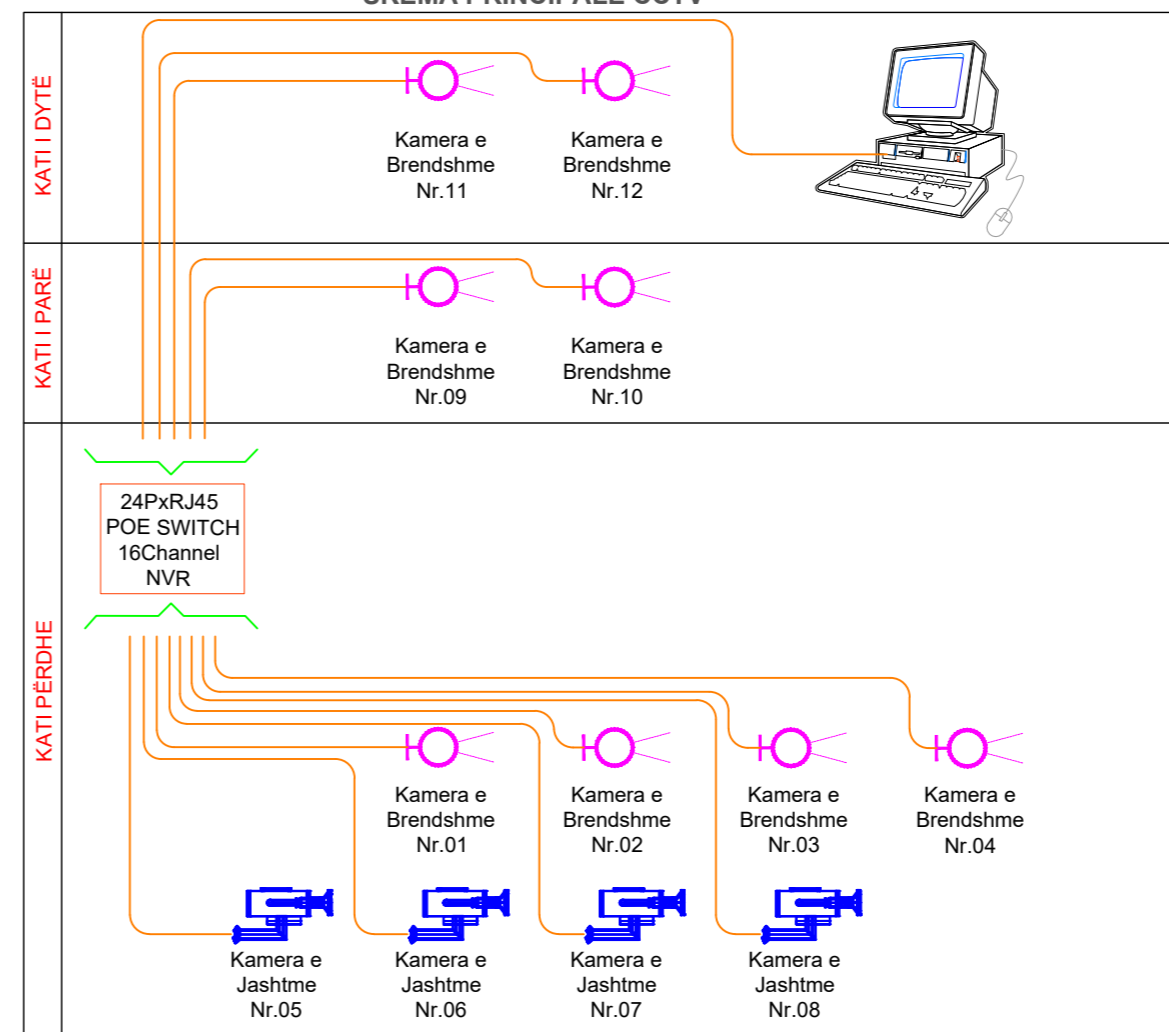 SKEMA PRINCIPALE CCTV
KATI I DYTË
Kamera e
Brendshme
Nr.11
Kamera e
Brendshme
Nr.12
KATI I PARË
Kamera e
Brendshme
Nr.09
Kamera e
Brendshme
Nr.10
KATI PËRDHE
24PxRJ45
POE SWITCH
16Channel
NVR
Kamera e
Brendshme
Nr.01
Kamera e
Brendshme
Nr.02
Kamera e
Brendshme
Nr.03
Kamera e
Brendshme
Nr.04
Kamera e
Jashtme
Nr.05
Kamera e
Jashtme
Nr.06
Kamera e
Jashtme
Nr.07
Kamera e
Jashtme
Nr.08